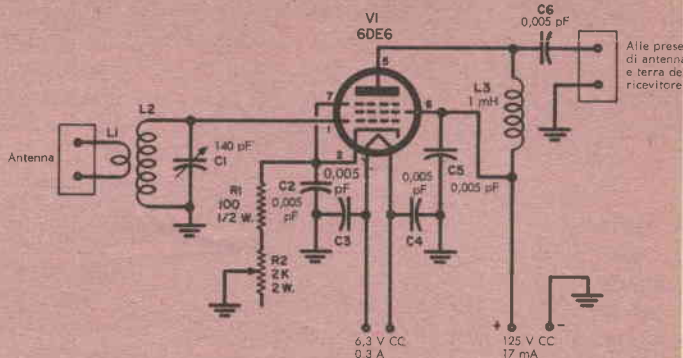 C6
0,005 pF
V1
6DE6
Alle prese
di antenna
e terra del
ricevitore
5
L3
1 mH
7
6
1
2
L2
L1
Antenna
140 pF
C1
R1
100
1/2 W.
C2
0,005
pF
0,005
pF
C3
0,005
pF
C4
C5
0,005 pF
R2
2K
2 W.
6,3 V CC
0,3 A
+
-
125 V CC
17 mA